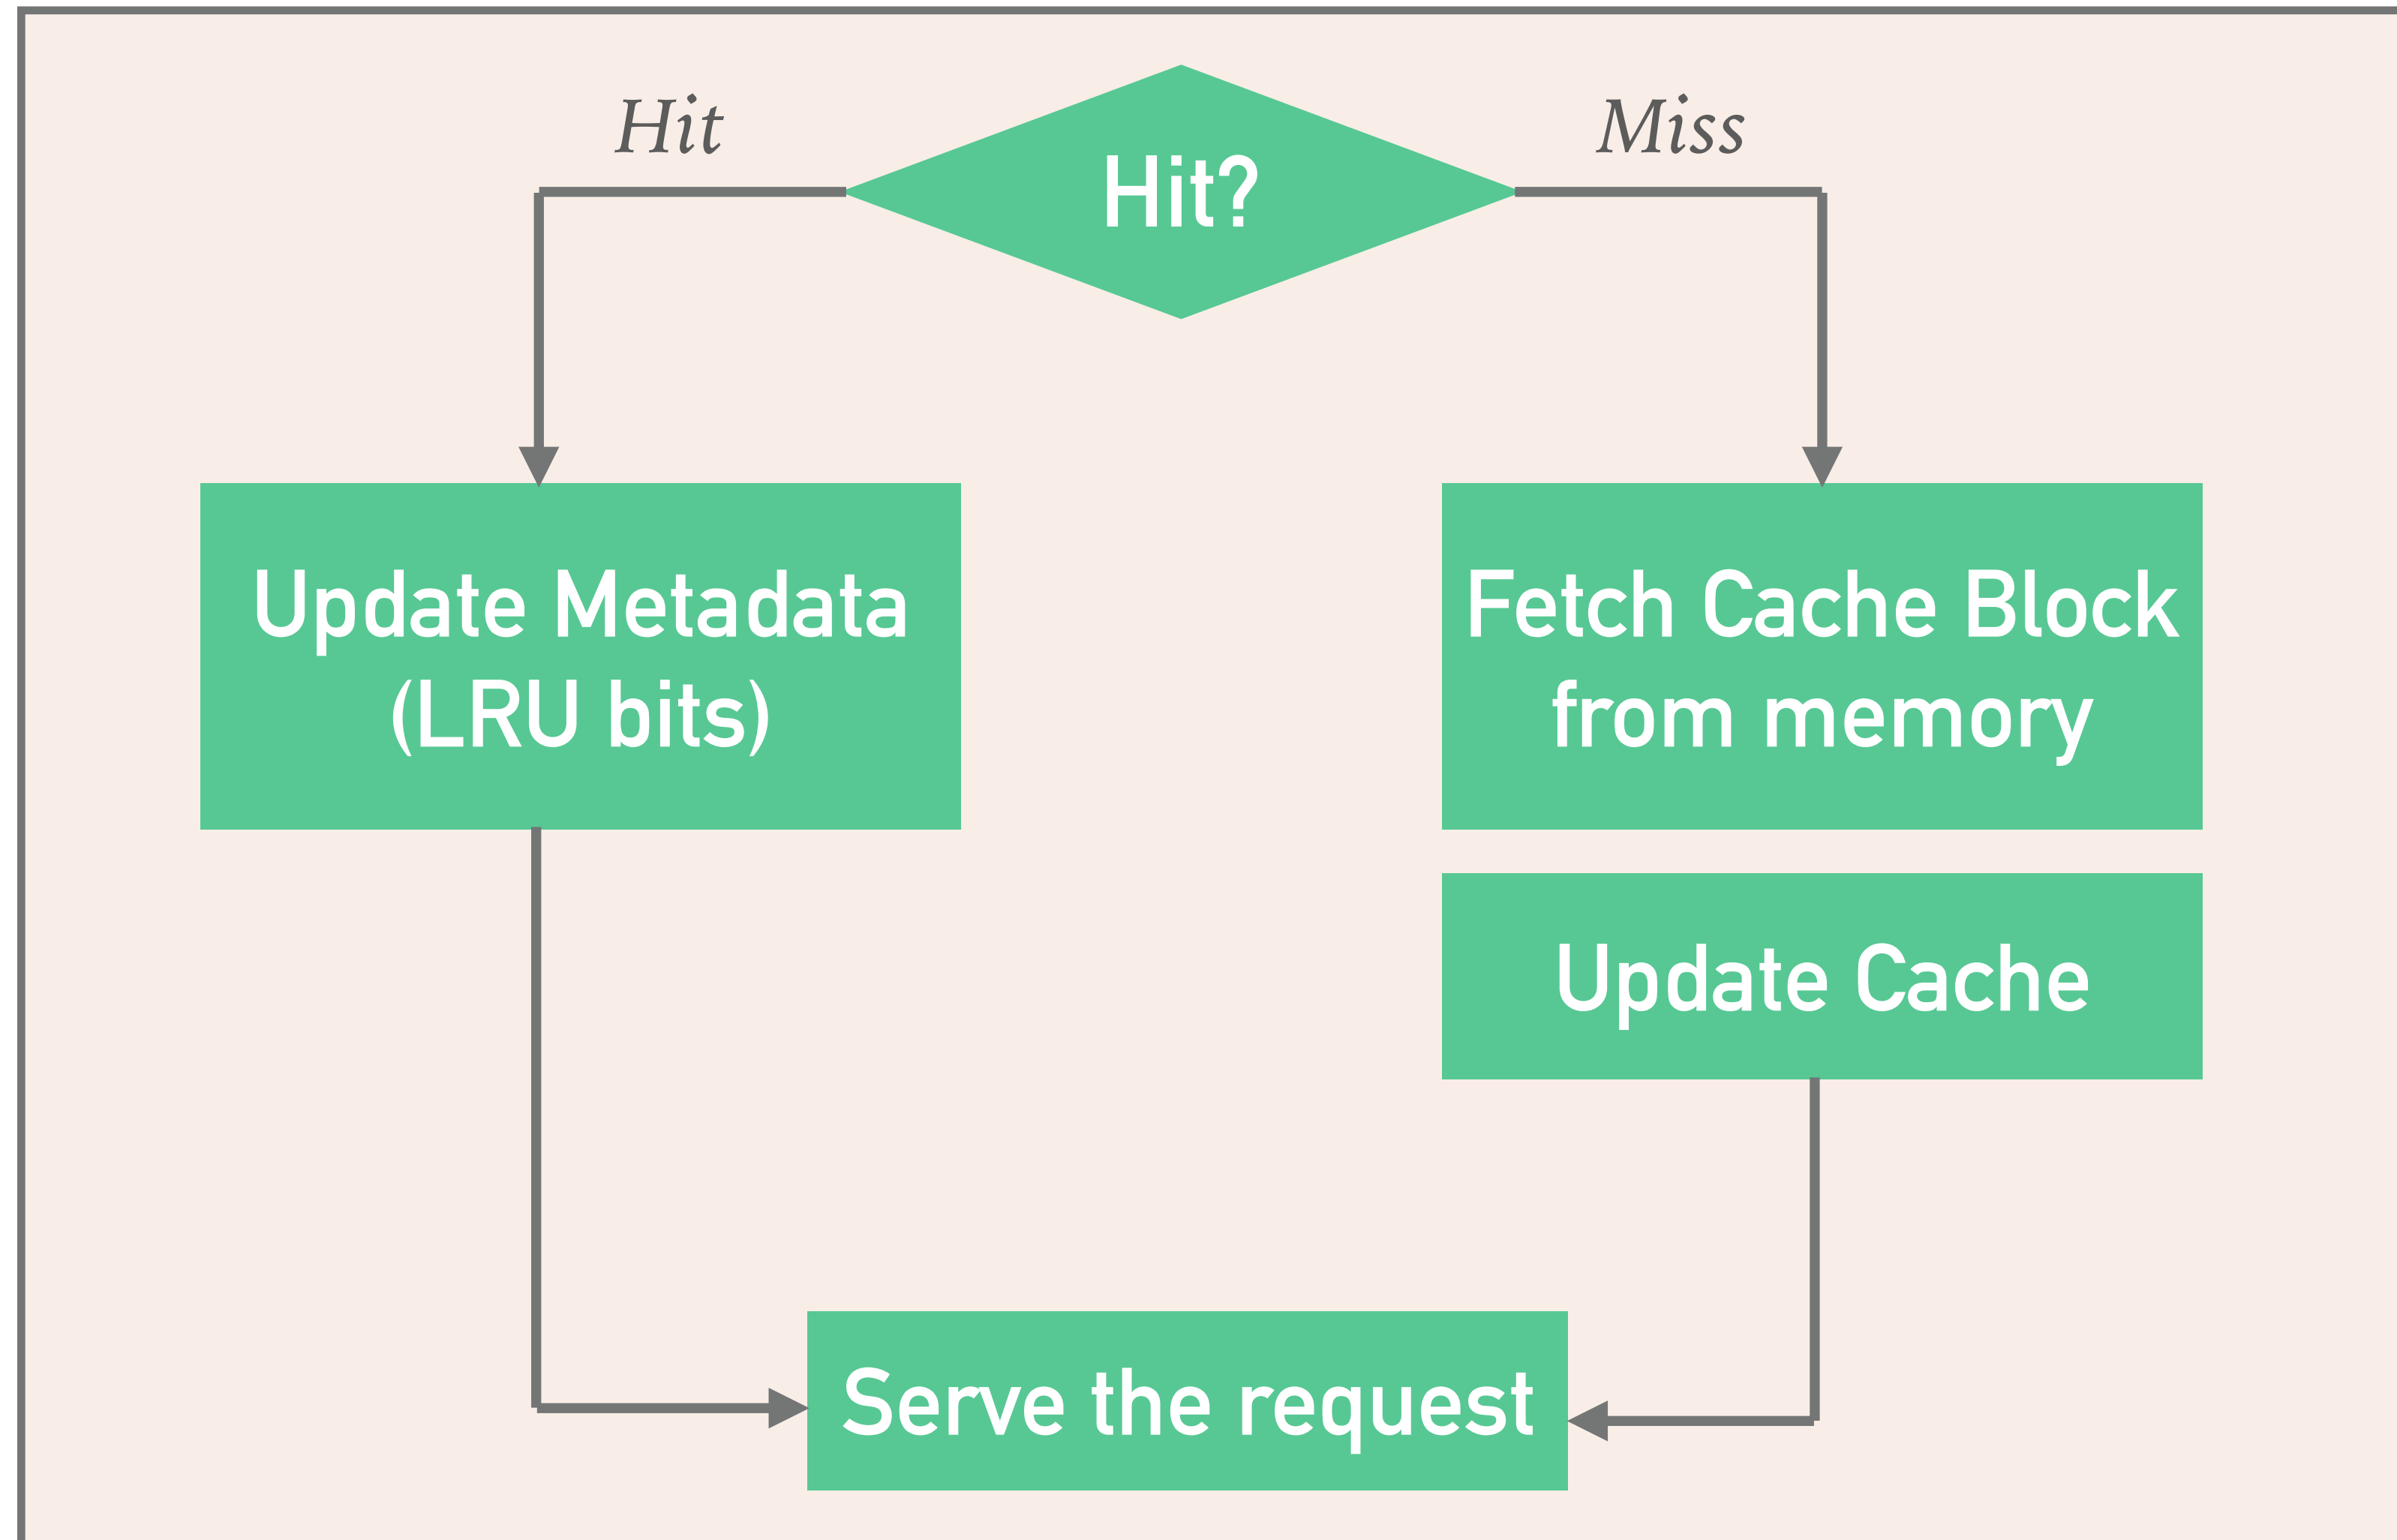 Hit
Miss
Hit?
Update Metadata
(LRU bits)
Fetch Cache Block
from memory
Update Cache
Serve the request